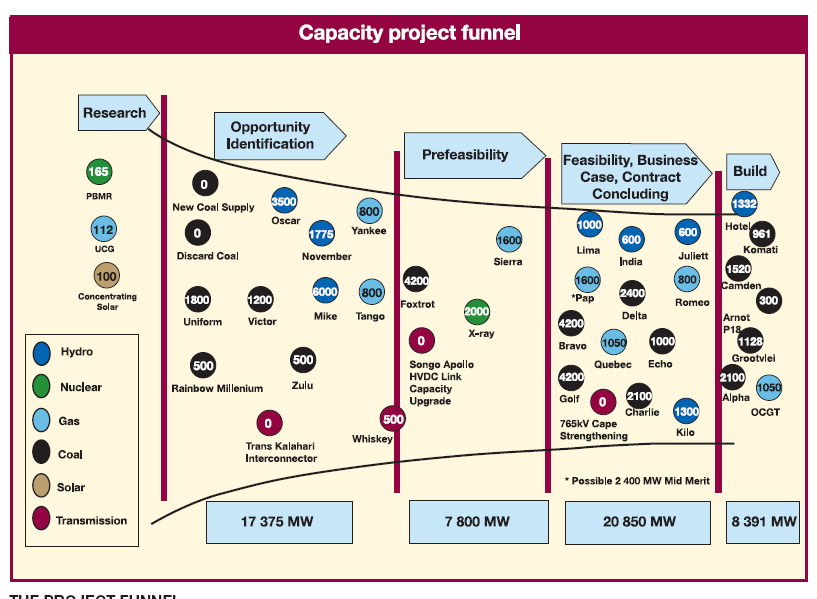 Capacity project funnel
Research
Opportunity
Identification
Prefeasibility
Feasibility, Business
Case, Contract
Concluding
Build
165
PBMR
112
UCG
100
Concentrating
Solar
Hydro
Nuclear
Gas
Coal
Solar
Transmission
0
New Coal Supply
3500
Oscar
800
Yankee
0
Discard Coal
1775
November
1800
Uniform
1200
Victor
6000
Mike
800
Tango
500
Rainbow Millenium
500
Zulu
0
Trans Kalahari
Interconnector
500
Whiskey
1600
Sierra
4200
Foxtrot
2000
X-ray
0
Songo Apollo
HVDC Link
Capacity
Upgrade
1000
Lima
600
India
600
Juliett
1600
*Pap
2400
Delta
800
Romeo
4200
Bravo
1050
Quebec
1000
Echo
4200
Golf
0
765kV Cape
Strengthening
2100
Charlie
1300
Kilo
* Possible 2 400 MW Mid Merit
1332
Hotel
961
Komati
1520
Camden
300
Arnot
P18
1128
Grootvlei
2100
Alpha
1050
OCGT
17 375 MW
7 800 MW
20 850 MW
8 391 MW
THE PROJECT FUNNEL